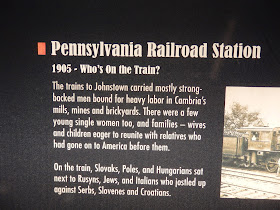 Pennsylvania Railroad Station
1905 - Who's On the Train?
The trains to Johnstown carried mostly strong-
backed men bound for heavy labor in Cambria's
mills, mines and brickyards. There were a few
young single women too, and families – wives
and children eager to reunite with relatives who
had gone on to America before them.
On the train, Slovaks, Poles, and Hungarians sat
next to Rusyns, Jews, and Italians who jostled up
against Serbs, Slovenes and Croatians.